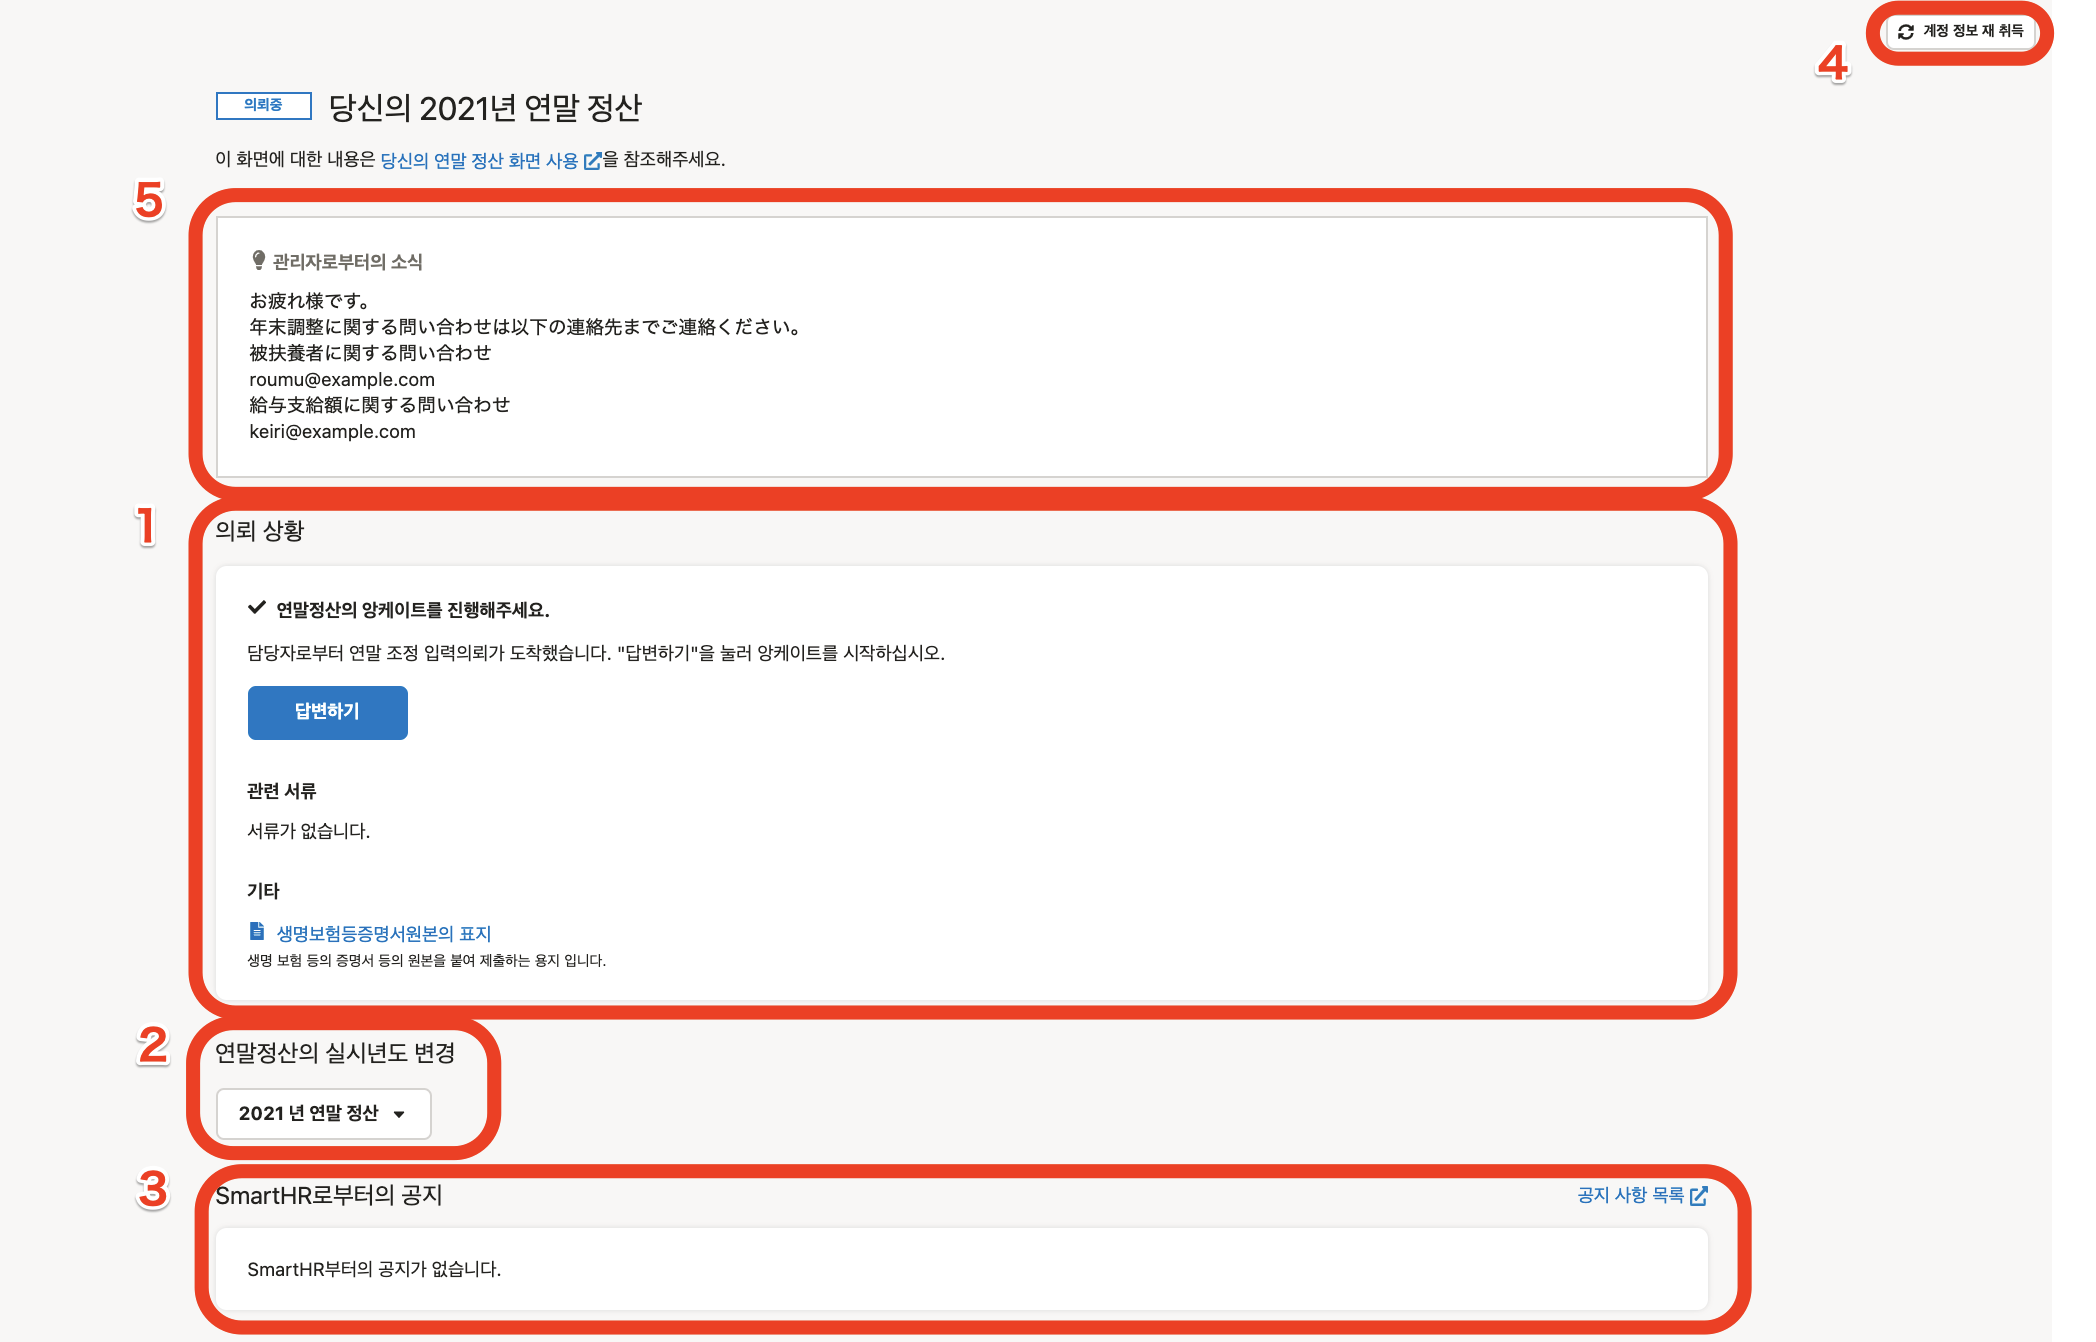 계정 정보 재 취득
4
의뢰중 당신의 2021년 연말 정산
이 화면에 대한 내용은 당신의 연말 정산 화면 사용 을 참조해주세요.
5
관리자로부터의 소식
お疲れ様です。
年末調整に関する問い合わせは以下の連絡先までご連絡ください。
被扶養者に関する問い合わせ
roumu@example.com
給与支給額に関する問い合わせ
keiri@example.com
1
의뢰 상황
연말정산의 앙케이트를 진행해주세요.
담당자로부터 연말 조정 입력의뢰가 도착했습니다. "답변하기"을 눌러 앙케이트를 시작하십시오.
답변하기
관련 서류
서류가 없습니다.
기타
생명보험등증명서원본의 표지
생명 보험 등의 증명서 등의 원본을 붙여 제출하는 용지 입니다.
2
연말정산의 실시년도 변경
2021 년 연말 정산
3
SmartHR로부터의 공지 공지 사항 목록
SmartHR부터의 공지가 없습니다.